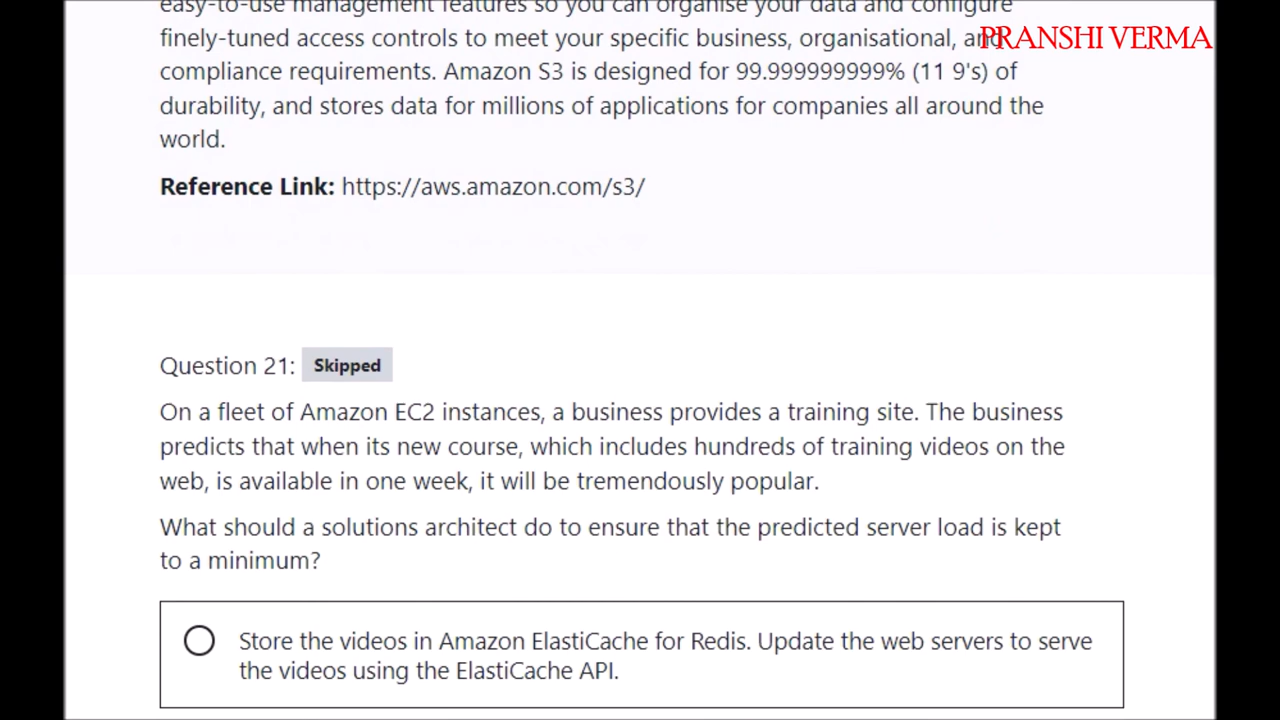 easy-to-use management features so you can organise your data and configure
PRANSHI VERMA
finely-tuned access controls to meet your specific business, organisational, and
compliance requirements. Amazon S3 is designed for 99.999999999% (11 9's) of
durability, and stores data for millions of applications for companies all around the
world.
Reference Link: https://aws.amazon.com/s3/
Question 21: Skipped
On a fleet of Amazon EC2 instances, a business provides a training site. The business
predicts that when its new course, which includes hundreds of training videos on the
web, is available in one week, it will be tremendously popular.
What should a solutions architect do to ensure that the predicted server load is kept
to a minimum?
Store the videos in Amazon ElastiCache for Redis. Update the web servers to serve
the videos using the ElastiCache API.